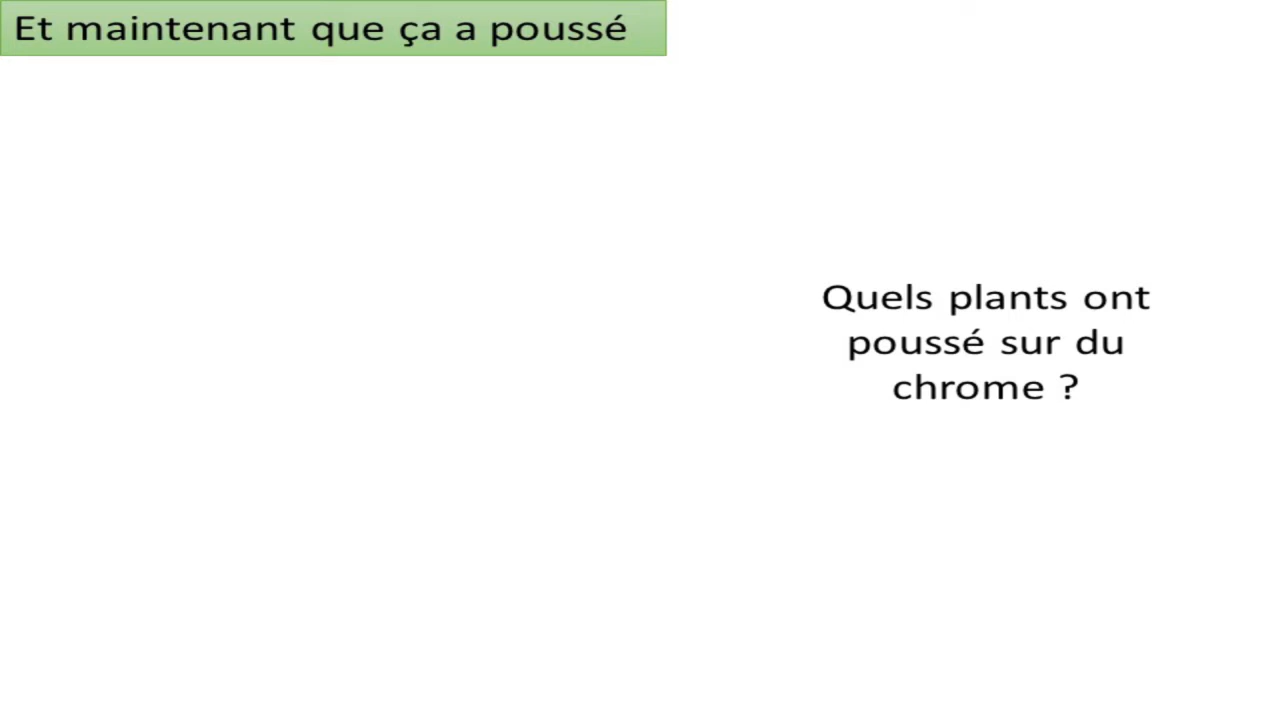 Et maintenant que ça a poussé
Quels plants ont
poussé sur du
chrome ?